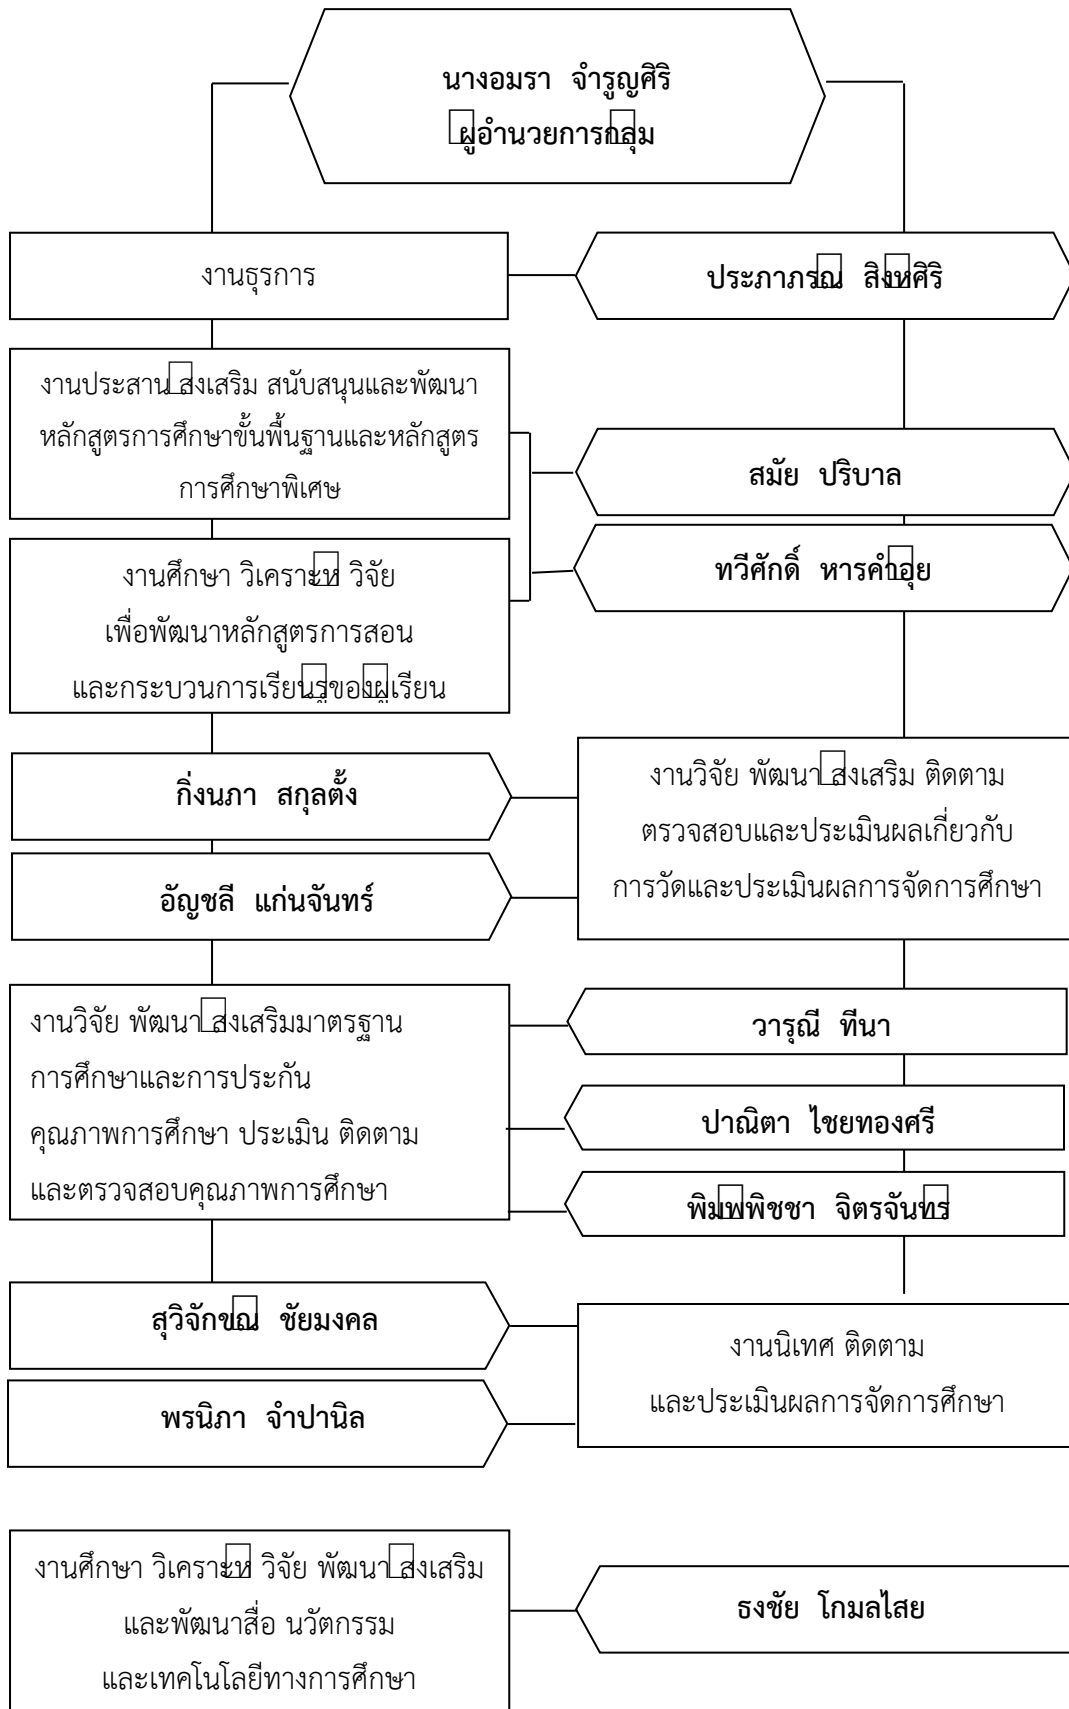 นางอมรา จำรูญศิริ
ผูอำนวยการกลุม
งานธุรการ
ประภาภรณ สิงหศิริ
งานประสาน สงเสริม สนับสนุนและพัฒนา
หลักสูตรการศึกษาขั้นพื้นฐานและหลักสูตร
การศึกษาพิเศษ
สมัย ปริบาล
ทวีศักดิ์ หารคำอุย
งานศึกษา วิเคราะห วิจัย
เพื่อพัฒนาหลักสูตรการสอน
และกระบวนการเรียนรูของผูเรียน
กิ่งนภา สกุลตั้ง
อัญชลี แก่นจันทร์
งานวิจัย พัฒนา สงเสริม ติดตาม
ตรวจสอบและประเมินผลเกี่ยวกับ
การวัดและประเมินผลการจัดการศึกษา
งานวิจัย พัฒนา สงเสริมมาตรฐาน
การศึกษาและการประกัน
คุณภาพการศึกษา ประเมิน ติดตาม
และตรวจสอบคุณภาพการศึกษา
วารุณี ทีนา
ปาณิตา ไชยทองศรี
พิมพพิชชา จิตรจันทร
สุวิจักขณ ชัยมงคล
พรนิภา จำปานิล
งานนิเทศ ติดตาม
และประเมินผลการจัดการศึกษา
งานศึกษา วิเคราะห วิจัย พัฒนา สงเสริม
และพัฒนาสื่อ นวัตกรรม
และเทคโนโลยีทางการศึกษา
ธงชัย โกมลไสย